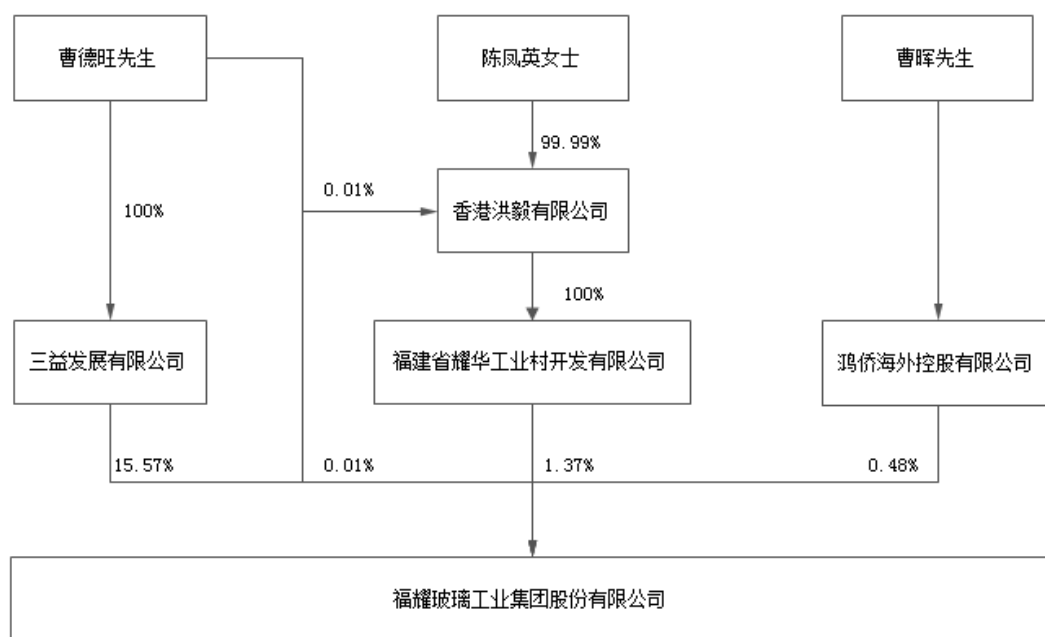 曹德旺先生
陈凤英女士
曹晖先生
99.99%
0.01%
香港洪毅有限公司
100%
100%
三益发展有限公司
福建省耀华工业村开发有限公司
鸿侨海外控股有限公司
15.57%
0.01%
1.37%
0.48%
福耀玻璃工业集团股份有限公司